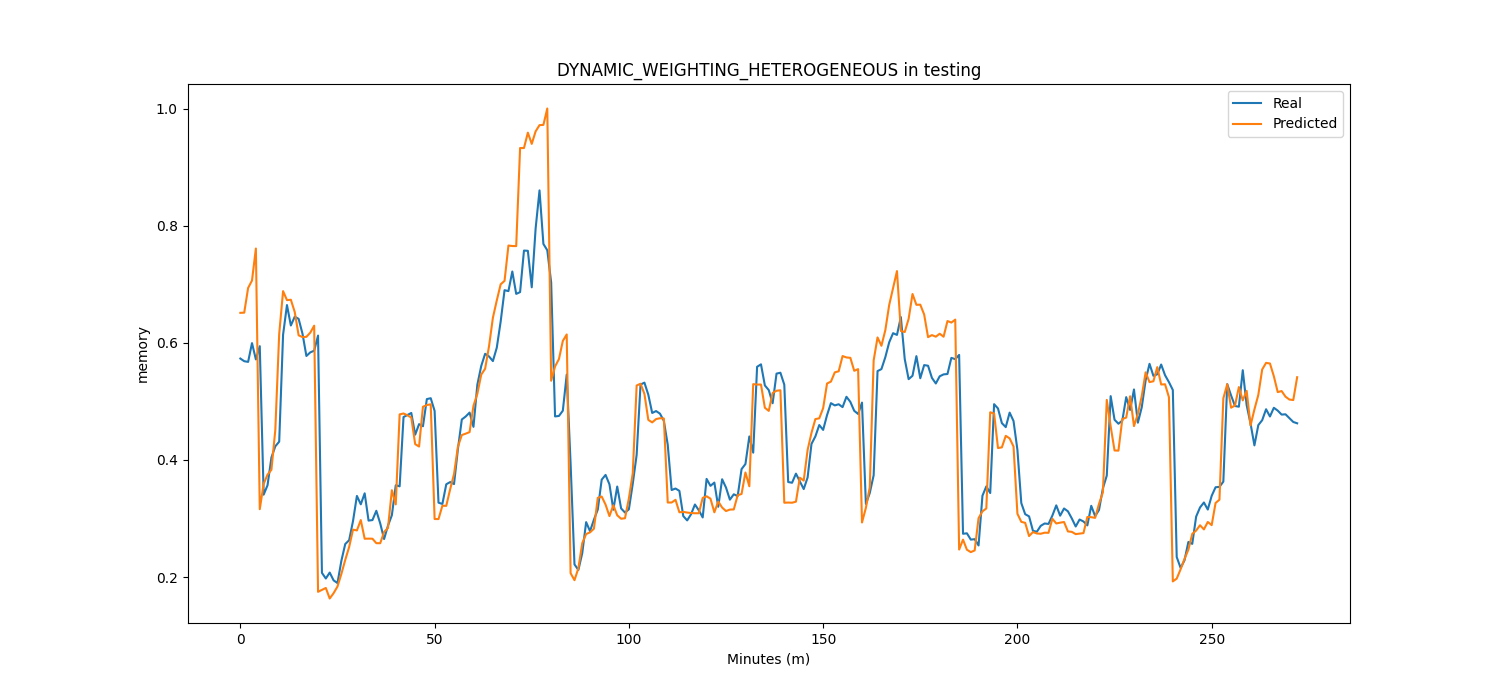 DYNAMIC_WEIGHTING_HETEROGENEOUS in testing
Real
Predicted
1.0
0.8
0.6
0.4
0.2
memory
0
50
100
150
200
250
Minutes (m)